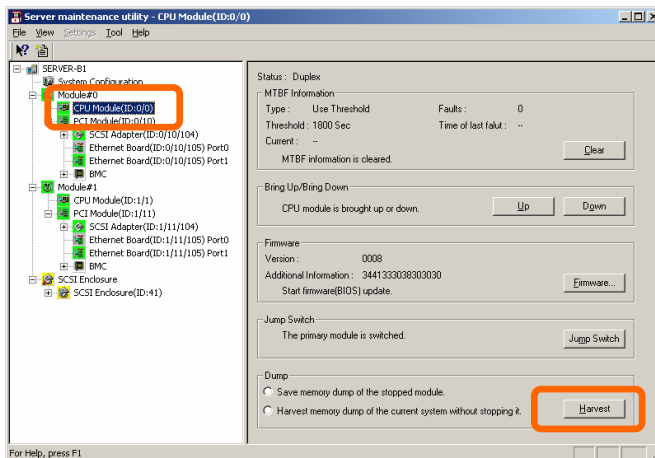 Server maintenance utility - CPU Module(ID:0/0)
File View Settings Tool Help
SERVER-B1
System Configuration
Module#0
CPU Module(ID:0/0)
PCI Module(ID:0/10)
SCSI Adapter(ID:0/10/104)
Ethernet Board(ID:0/10/105) Port0
Ethernet Board(ID:0/10/105) Port1
BMC
Module#1
CPU Module(ID:1/1)
PCI Module(ID:1/11)
SCSI Adapter(ID:1/11/104)
Ethernet Board(ID:1/11/105) Port0
Ethernet Board(ID:1/11/105) Port1
BMC
SCSI Enclosure
SCSI Enclosure(ID:41)
Status : Duplex
MTBF Information
Type : Use Threshold Faults : 0
Threshold : 1800 Sec Time of last falut : --
Current : --
MTBF information is cleared. Clear
Bring Up/Bring Down
CPU module is brought up or down. Up Down
Firmware
Version : 0008
Additional Information : 3441333038303030
Start firmware(BIOS) update. Firmware...
Jump Switch
The primary module is switched. Jump Switch
Dump
Save memory dump of the stopped module.
Harvest memory dump of the current system without stopping it. Harvest
For Help, press F1